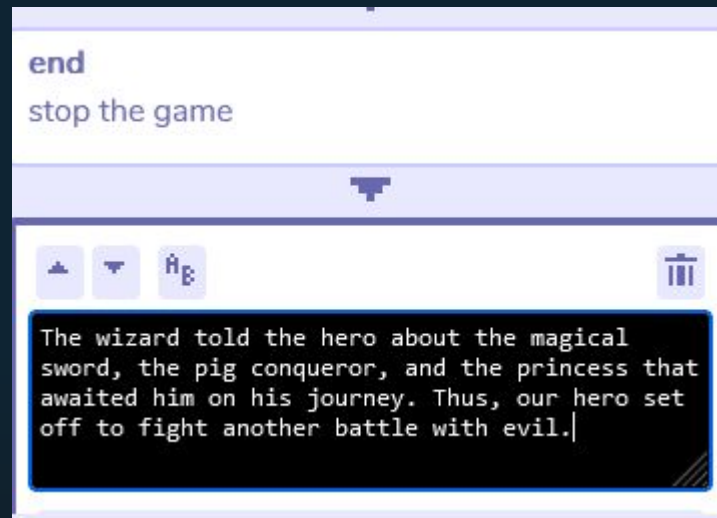 end
stop the game
A B
The wizard told the hero about the magical
sword, the pig conqueror, and the princess that
awaited him on his journey. Thus, our hero set
off to fight another battle with evil.